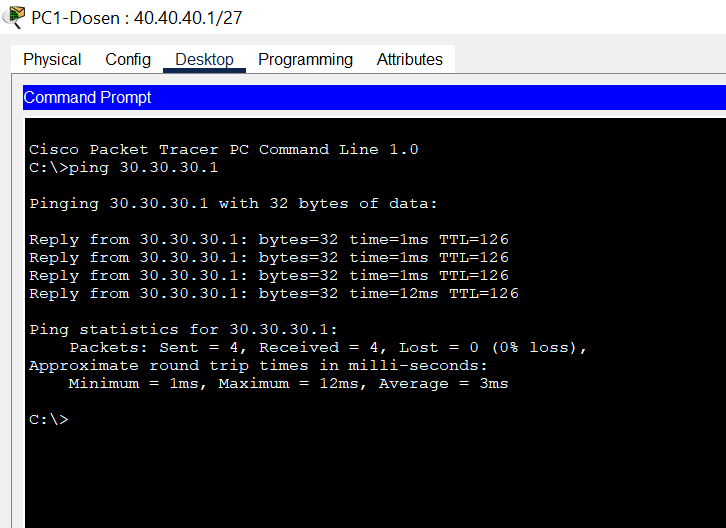 PC1-Dosen : 40.40.40.1/27
Physical Config Desktop Programming Attributes
Command Prompt
Cisco Packet Tracer PC Command Line 1.0
C:\>ping 30.30.30.1
Pinging 30.30.30.1 with 32 bytes of data:
Reply from 30.30.30.1: bytes=32 time=1ms TTL=126
Reply from 30.30.30.1: bytes=32 time=1ms TTL=126
Reply from 30.30.30.1: bytes=32 time=1ms TTL=126
Reply from 30.30.30.1: bytes=32 time=12ms TTL=126
Ping statistics for 30.30.30.1:
Packets: Sent = 4, Received = 4, Lost = 0 (0% loss),
Approximate round trip times in milli-seconds:
Minimum = 1ms, Maximum = 12ms, Average = 3ms
C:\>